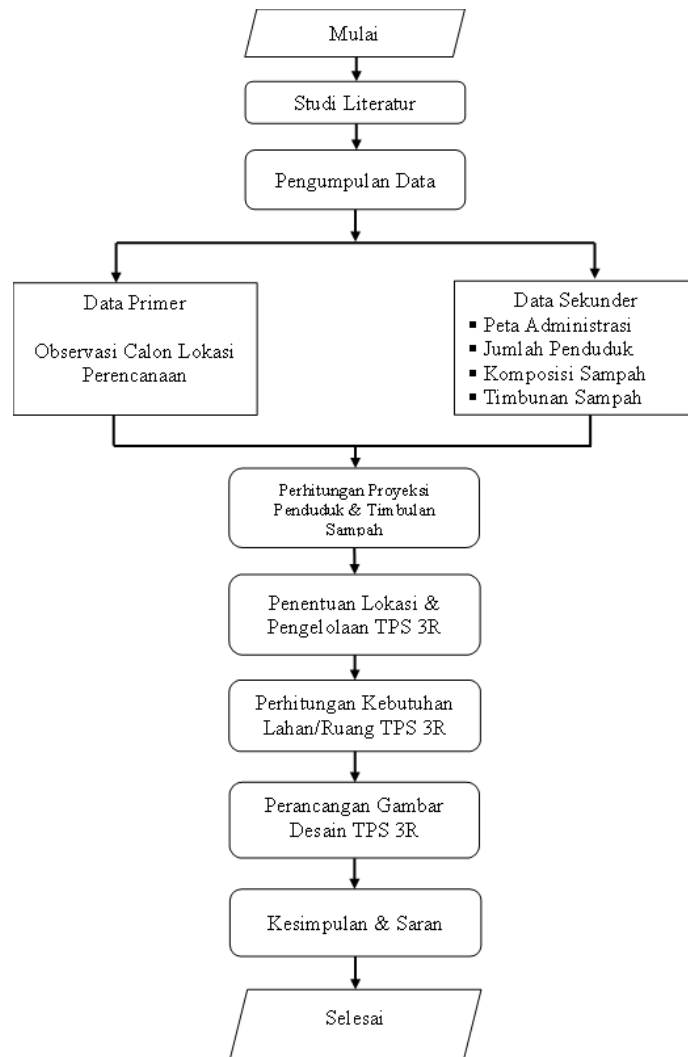 Mulai
Studi Literatur
Pengumpulan Data
Data Primer
Observasi Calon Lokasi
Perencanaan
Data Sekunder
▪ Peta Administrasi
▪ Jumlah Penduduk
▪ Komposisi Sampah
▪ Timbunan Sampah
Perhitungan Proyeksi
Penduduk & Timbulan
Sampah
Penentuan Lokasi &
Pengelolaan TPS 3R
Perhitungan Kebutuhan
Lahan/Ruang TPS 3R
Perancangan Gambar
Desain TPS 3R
Kesimpulan & Saran
Selesai